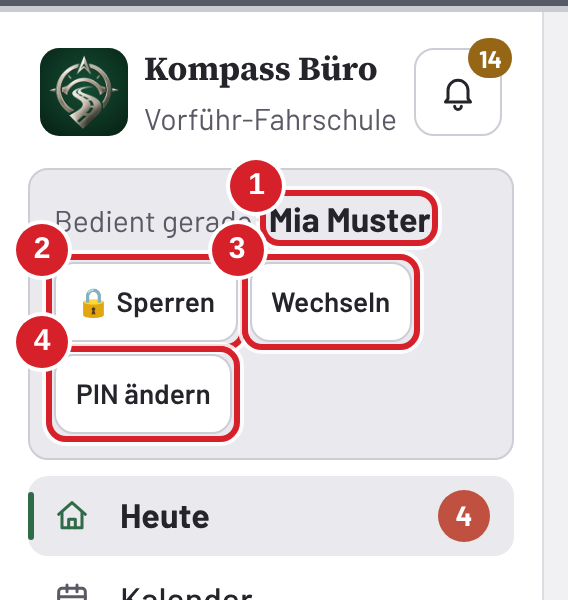 Kompass Büro
14
Vorführ-Fahrschule
1
Bedient gerade Mia Muster
2
3
Sperren
Wechseln
4
PIN ändern
Heute
4
Kalender